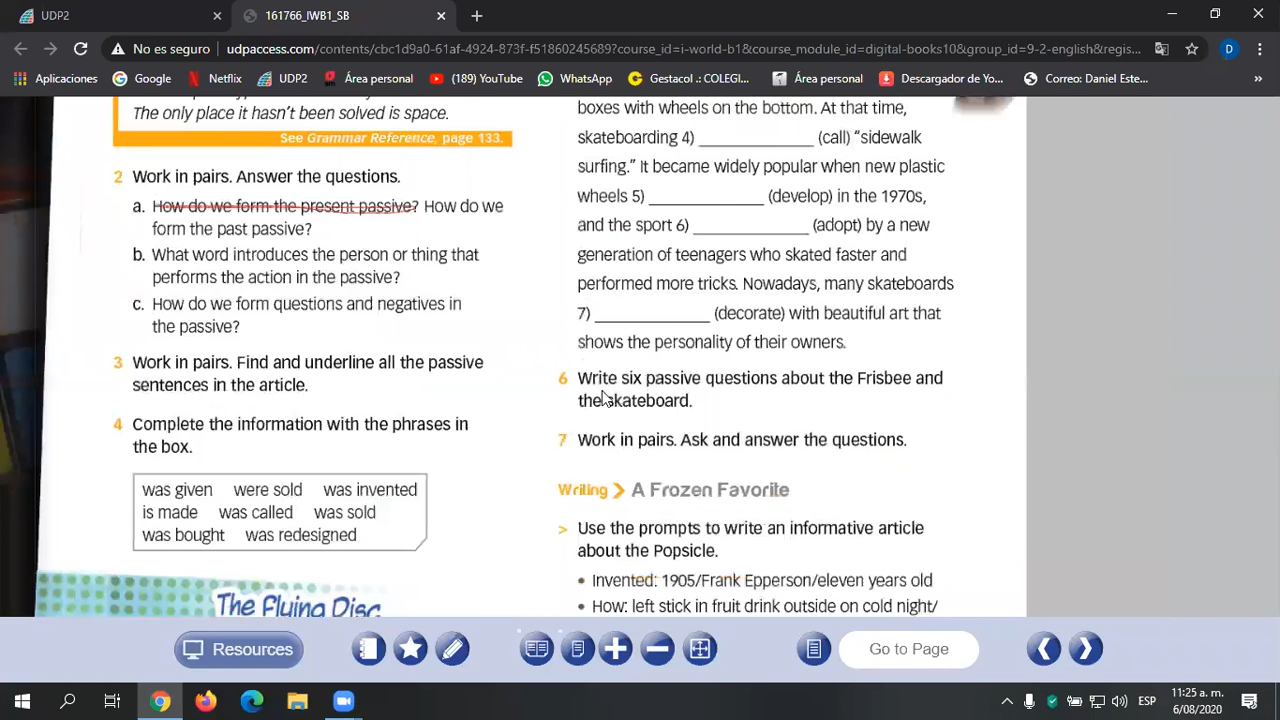 UDP2
161766_IWB1_SB
No es seguro
udpaccess.com/contents/cbc1d9a0-61af-4924-873f-f51860245689?course_id=i-world-b1&course_module_id=digital-books10&group_id=9-2-english&regis...
D
Aplicaciones Google Netflix UDP2 Área personal (189) YouTube WhatsApp Gestacol .: COLEGI... Área personal Descargador de Yo... Correo: Daniel Este... »
The only place it hasn't been solved is space.
See Grammar Reference, page 133.
2 Work in pairs. Answer the questions.
a. How do we form the present passive? How do we
form the past passive?
b. What word introduces the person or thing that
performs the action in the passive?
c. How do we form questions and negatives in
the passive?
3 Work in pairs. Find and underline all the passive
sentences in the article.
4 Complete the information with the phrases in
the box.
was given were sold was invented
is made was called was sold
was bought was redesigned
The Flying Disc
boxes with wheels on the bottom. At that time,
skateboarding 4) ____________ (call) "sidewalk
surfing." It became widely popular when new plastic
wheels 5) ____________ (develop) in the 1970s,
and the sport 6) ____________ (adopt) by a new
generation of teenagers who skated faster and
performed more tricks. Nowadays, many skateboards
7) ____________ (decorate) with beautiful art that
shows the personality of their owners.
6 Write six passive questions about the Frisbee and
the skateboard.
7 Work in pairs. Ask and answer the questions.
Writing > A Frozen Favorite
> Use the prompts to write an informative article
about the Popsicle.
• Invented: 1905/Frank Epperson/eleven years old
• How: left stick in fruit drink outside on cold night/
Resources
Go to Page
ESP
11:25 a. m.
6/08/2020